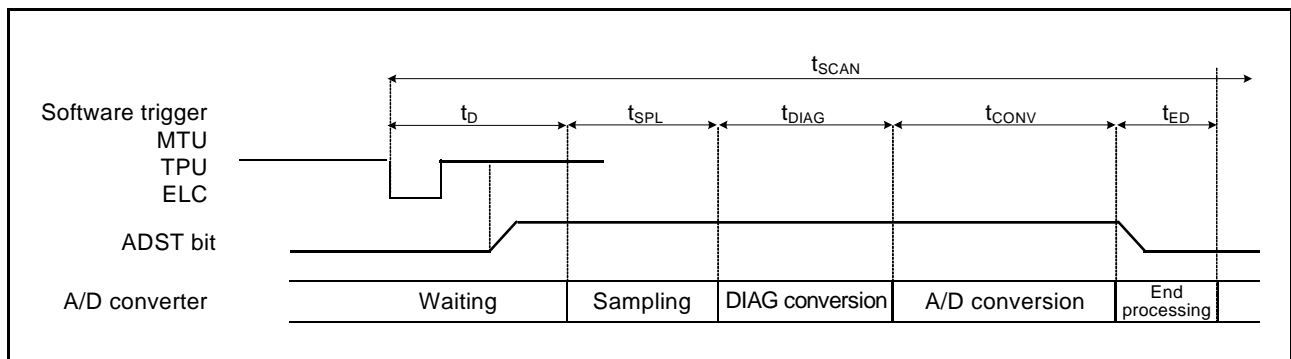 tSCAN
Software trigger tD tSPL tDIAG tCONV tED
MTU
TPU
ELC
ADST bit
A/D converter Waiting Sampling DIAG conversion A/D conversion End processing